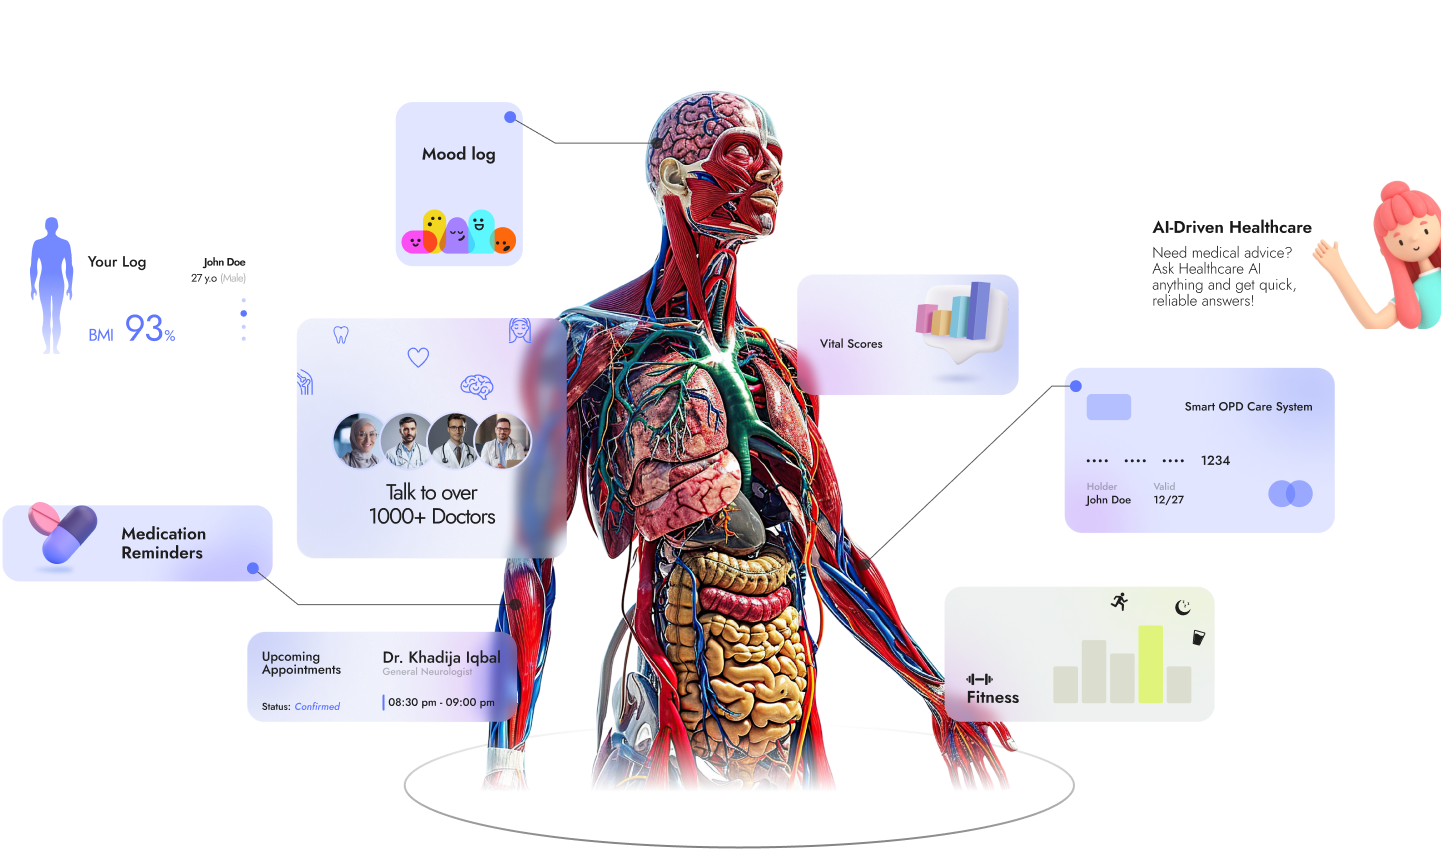 Mood log
Your Log
John Doe
27 y.o (Male)
BMI 93%
AI-Driven Healthcare
Need medical advice?
Ask Healthcare AI
anything and get quick,
reliable answers!
Vital Scores
Talk to over
1000+ Doctors
Smart OPD Care System
•••• •••• •••• 1234
Holder
John Doe
Valid
12/27
Medication
Reminders
Upcoming
Appointments
Status: Confirmed
Dr. Khadija Iqbal
General Neurologist
08:30 pm - 09:00 pm
Fitness